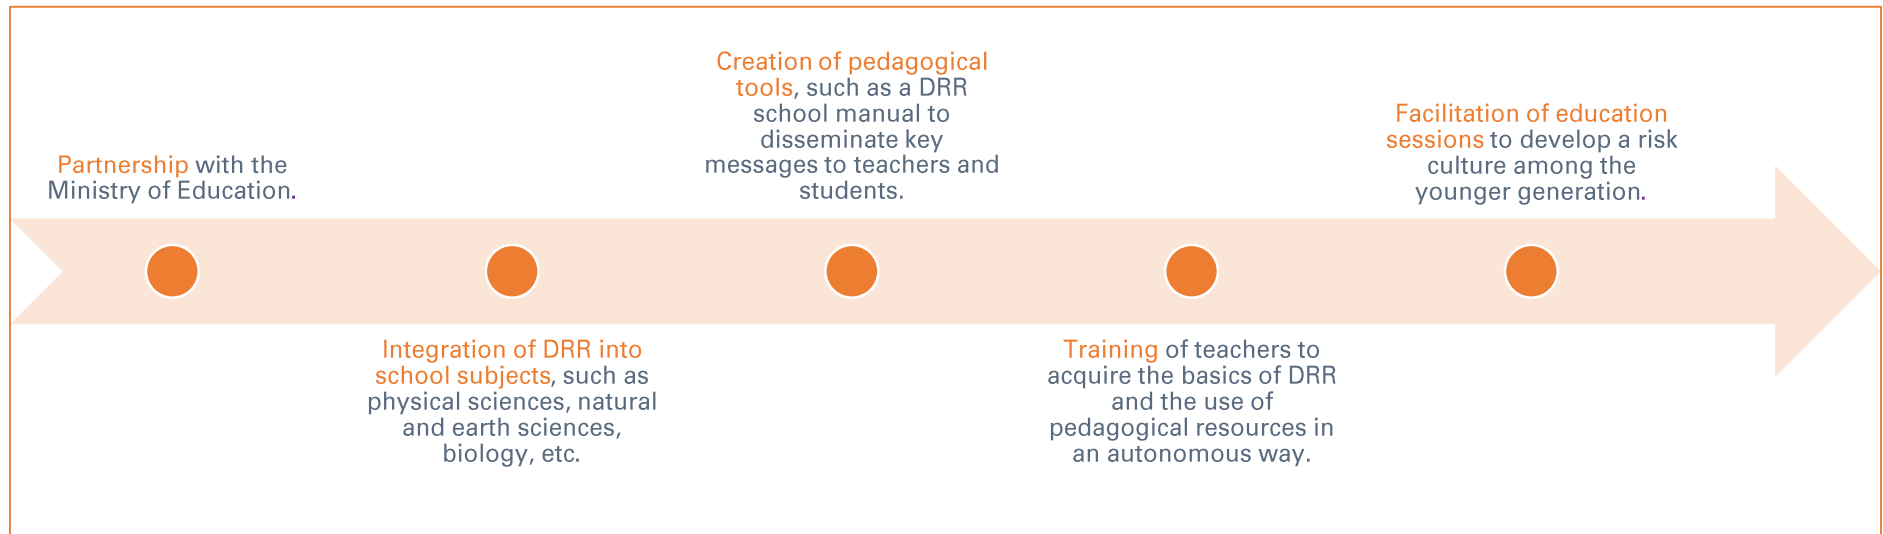 Partnership with the
Ministry of Education.
Integration of DRR into
school subjects, such as
physical sciences, natural
and earth sciences,
biology, etc.
Creation of pedagogical
tools, such as a DRR
school manual to
disseminate key
messages to teachers and
students.
Training of teachers to
acquire the basics of DRR
and the use of
pedagogical resources in
an autonomous way.
Facilitation of education
sessions to develop a risk
culture among the
younger generation.